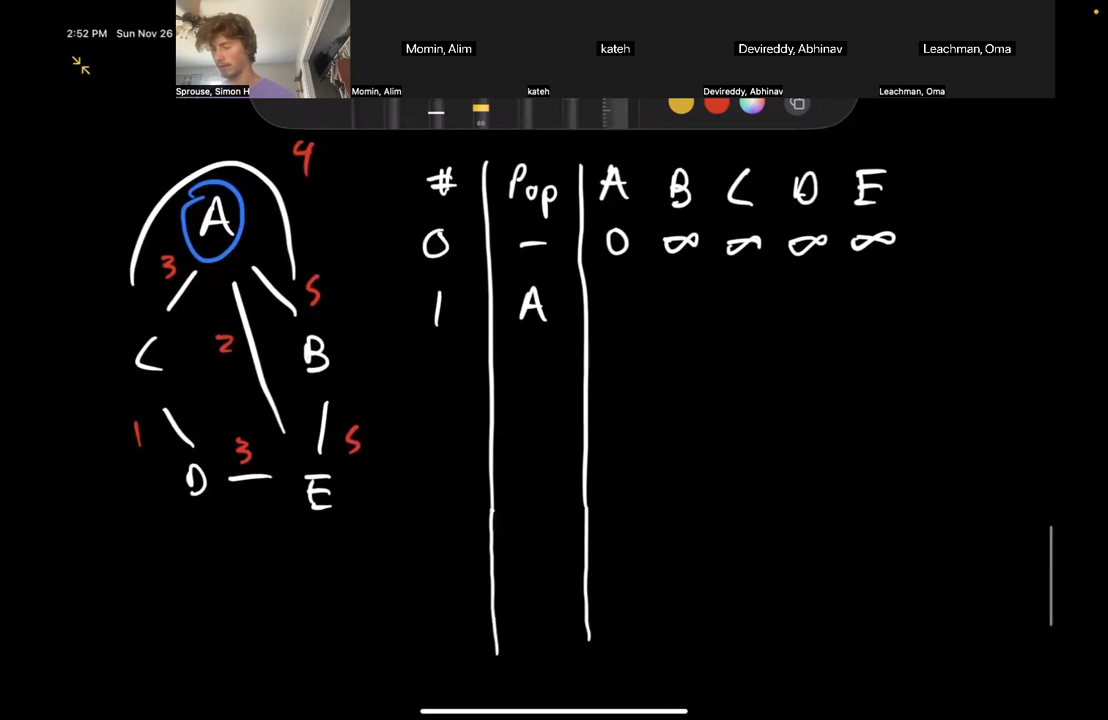 2:52 PM Sun Nov 26
Momin, Alim
kateh
Devireddy, Abhinav
Leachman, Oma
Sprouse, Simon H
Momin, Alim
kateh
Devireddy, Abhinav
Leachman, Oma
80
4
A
3
5
C
2
B
1
3
5
D
E
# Pop A B C D E
0 - 0 ∞ ∞ ∞ ∞
1 A